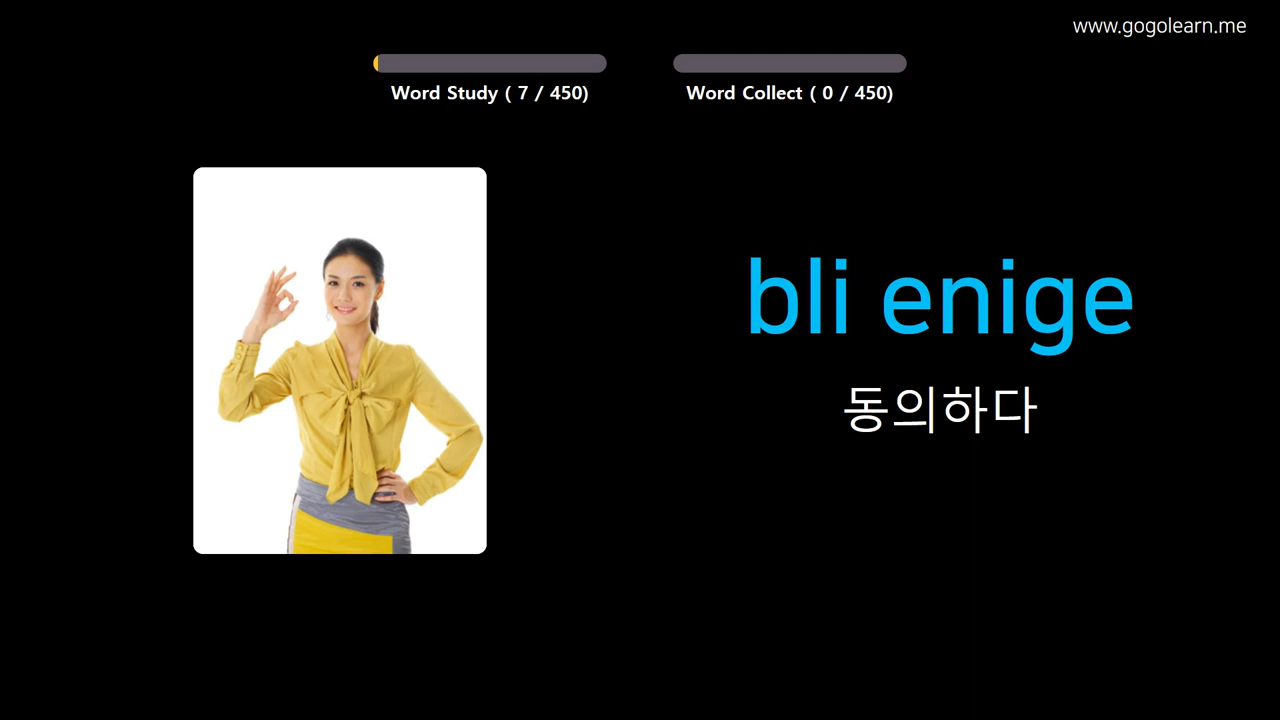 www.gogolearn.me
Word Study ( 7 / 450)
Word Collect ( 0 / 450)
bli enige
동의하다